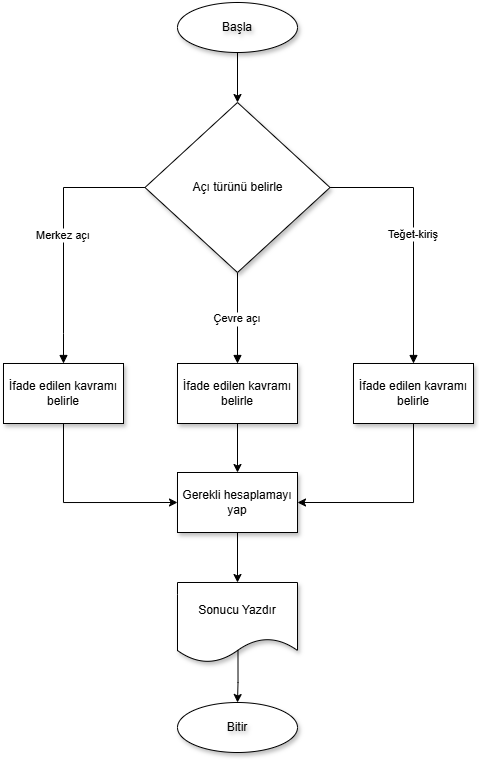 Başla
Açı türünü belirle
Merkez açı
Teğet-kiriş
Çevre açı
İfade edilen kavramı
belirle
İfade edilen kavramı
belirle
İfade edilen kavramı
belirle
Gerekli hesaplamayı
yap
Sonucu Yazdır
Bitir